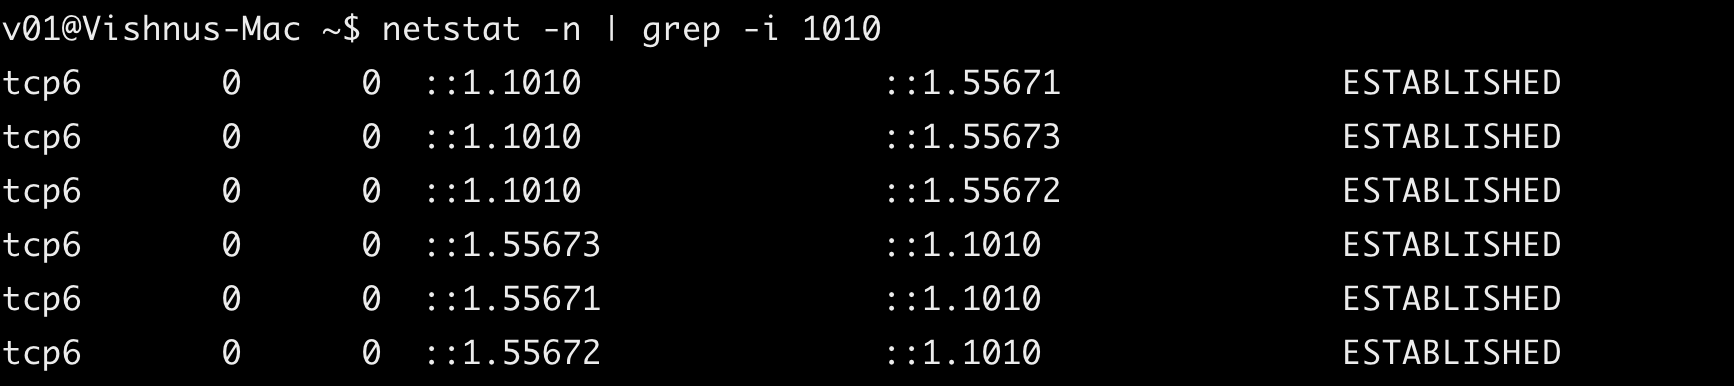 v01@Vishnus-Mac ~$ netstat -n | grep -i 1010
tcp6       0      0  ::1.1010               ::1.55671              ESTABLISHED
tcp6       0      0  ::1.1010               ::1.55673              ESTABLISHED
tcp6       0      0  ::1.1010               ::1.55672              ESTABLISHED
tcp6       0      0  ::1.55673              ::1.1010               ESTABLISHED
tcp6       0      0  ::1.55671              ::1.1010               ESTABLISHED
tcp6       0      0  ::1.55672              ::1.1010               ESTABLISHED